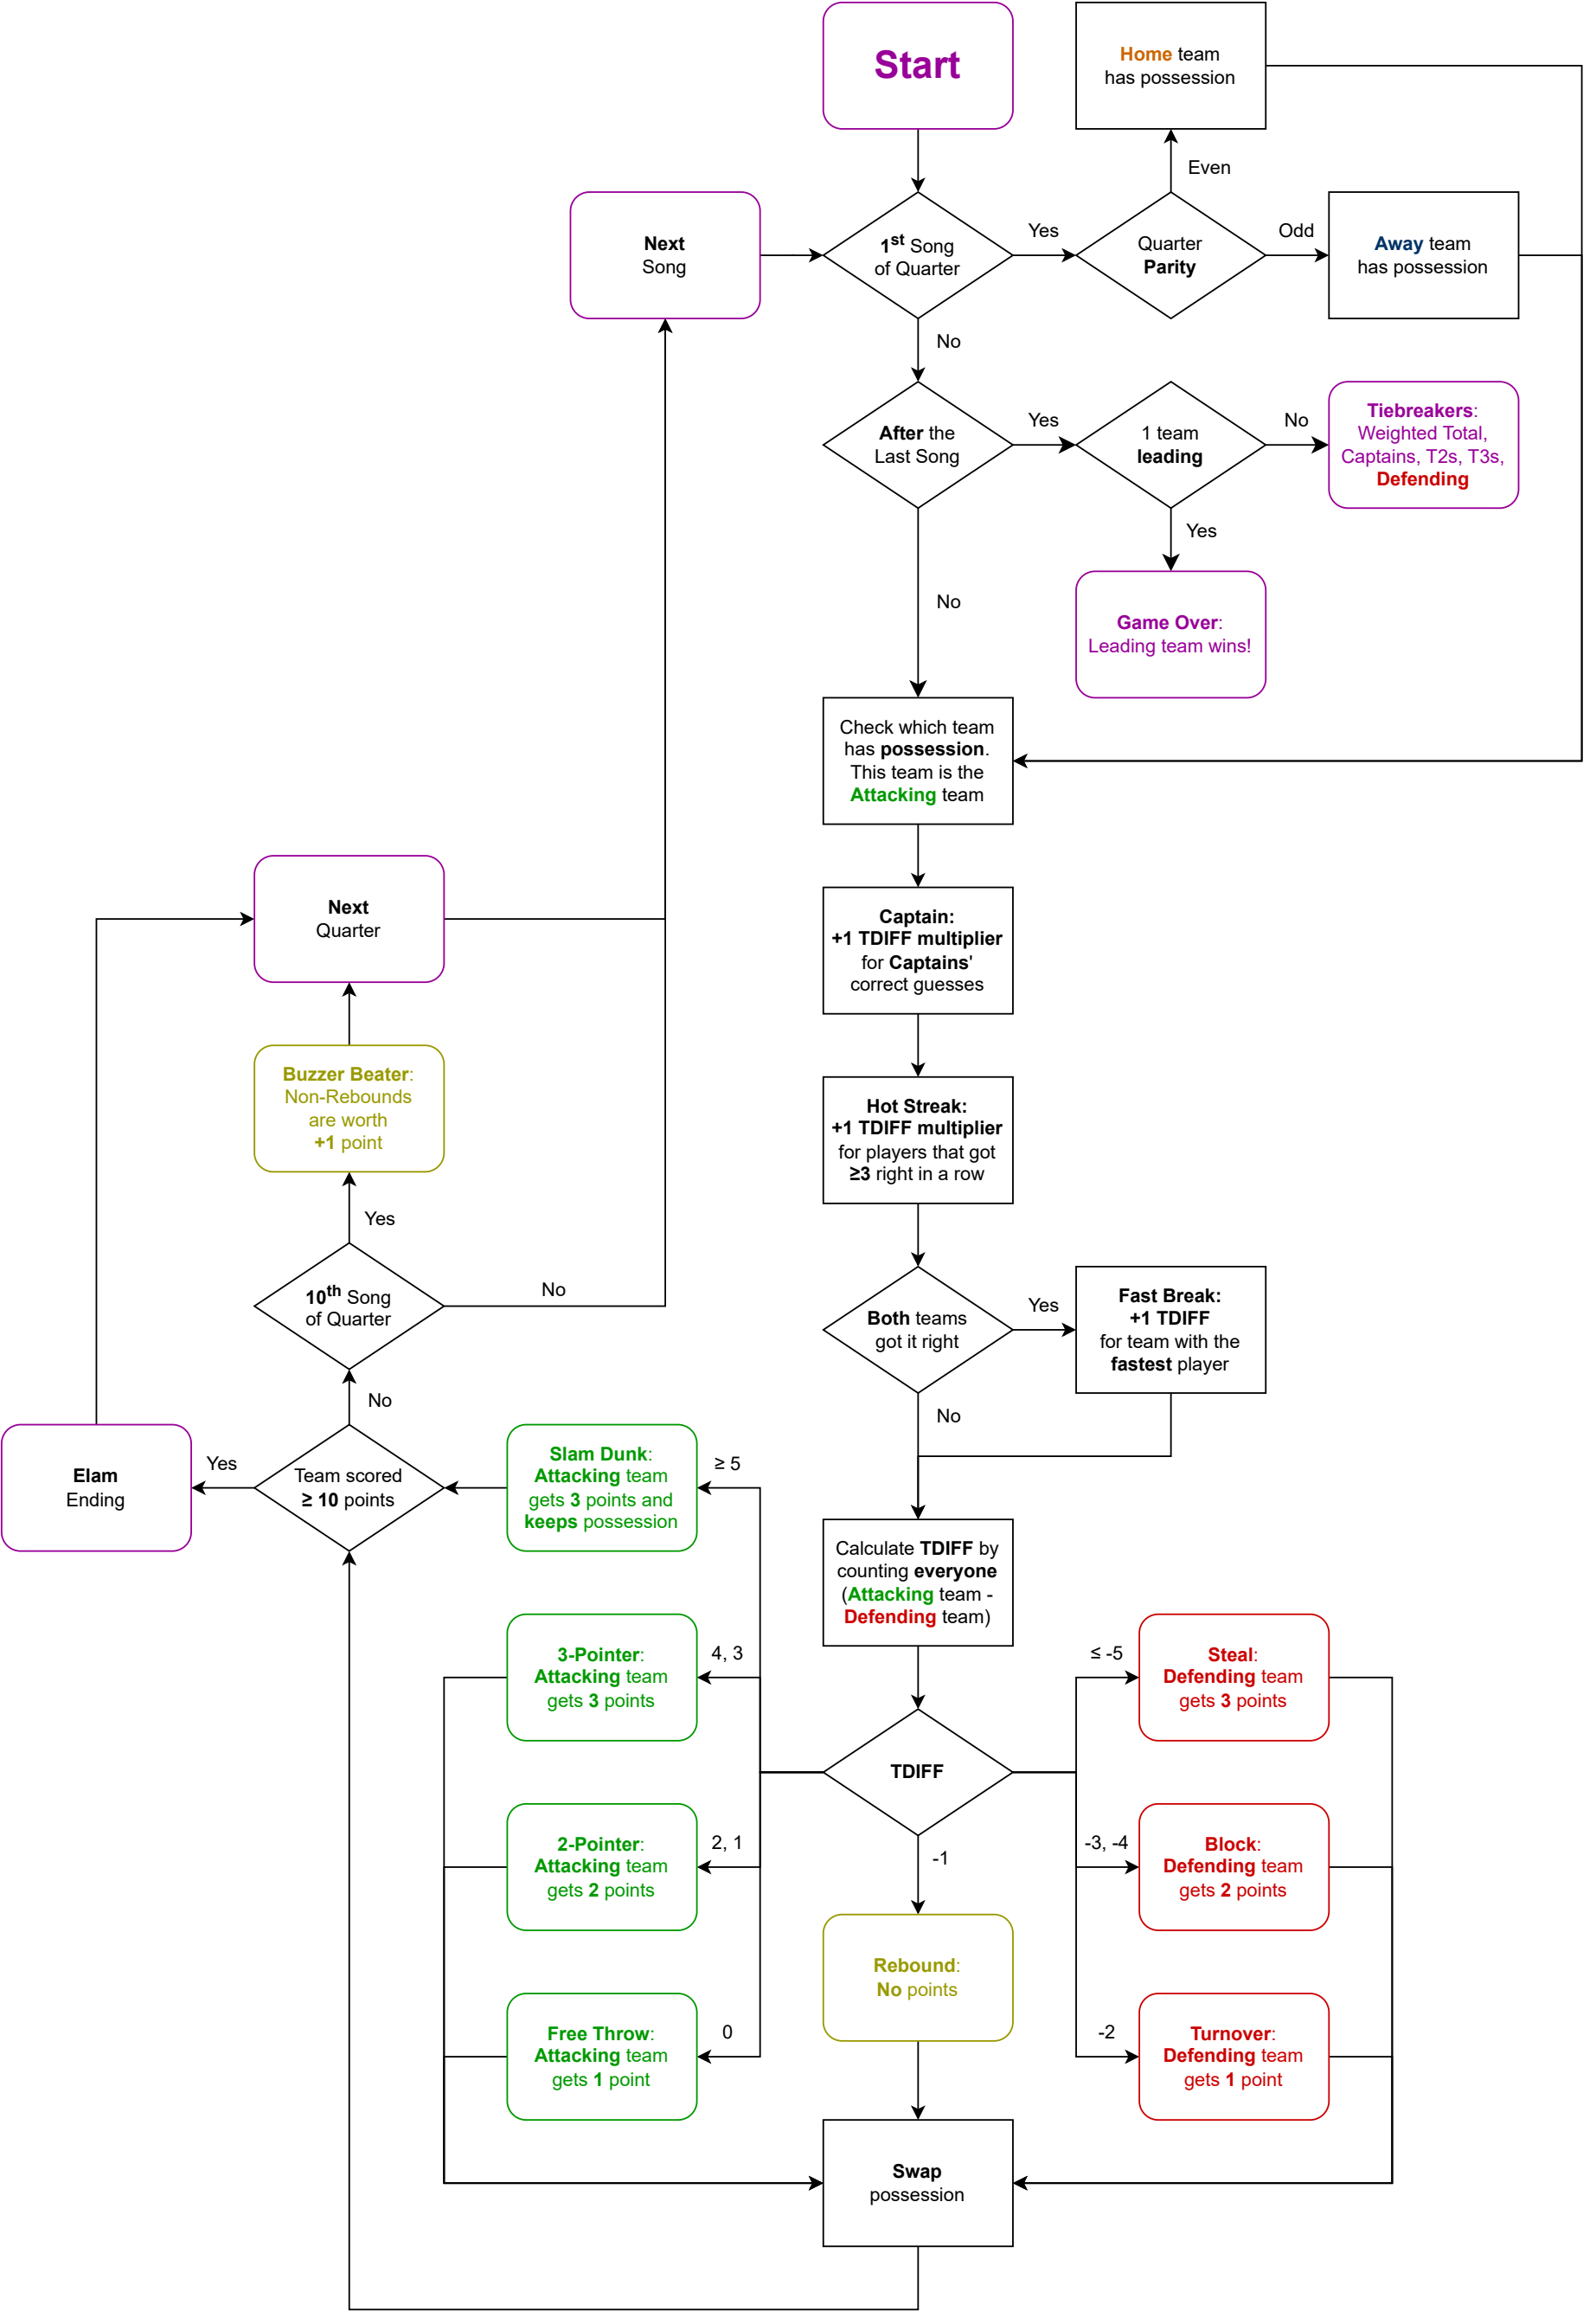 Start
Home team
has possession
Even
Next
Song
1st Song
of Quarter
Yes
Quarter
Parity
Odd
Away team
has possession
No
After the
Last Song
Yes
1 team
leading
No
Tiebreakers:
Weighted Total,
Captains, T2s, T3s,
Defending
Yes
No
Game Over:
Leading team wins!
Check which team
has possession.
This team is the
Attacking team
Next
Quarter
Captain:
+1 TDIFF multiplier
for Captains'
correct guesses
Buzzer Beater:
Non-Rebounds
are worth
+1 point
Hot Streak:
+1 TDIFF multiplier
for players that got
≥3 right in a row
Yes
10th Song
of Quarter
No
Both teams
got it right
Yes
Fast Break:
+1 TDIFF
for team with the
fastest player
No
No
Elam
Ending
Yes
Team scored
≥ 10 points
Slam Dunk:
Attacking team
gets 3 points and
keeps possession
≥ 5
Calculate TDIFF by
counting everyone
(Attacking team -
Defending team)
3-Pointer:
Attacking team
gets 3 points
4, 3
≤ -5
Steal:
Defending team
gets 3 points
TDIFF
2-Pointer:
Attacking team
gets 2 points
2, 1
-1
-3, -4
Block:
Defending team
gets 2 points
Rebound:
No points
Free Throw:
Attacking team
gets 1 point
0
-2
Turnover:
Defending team
gets 1 point
Swap
possession